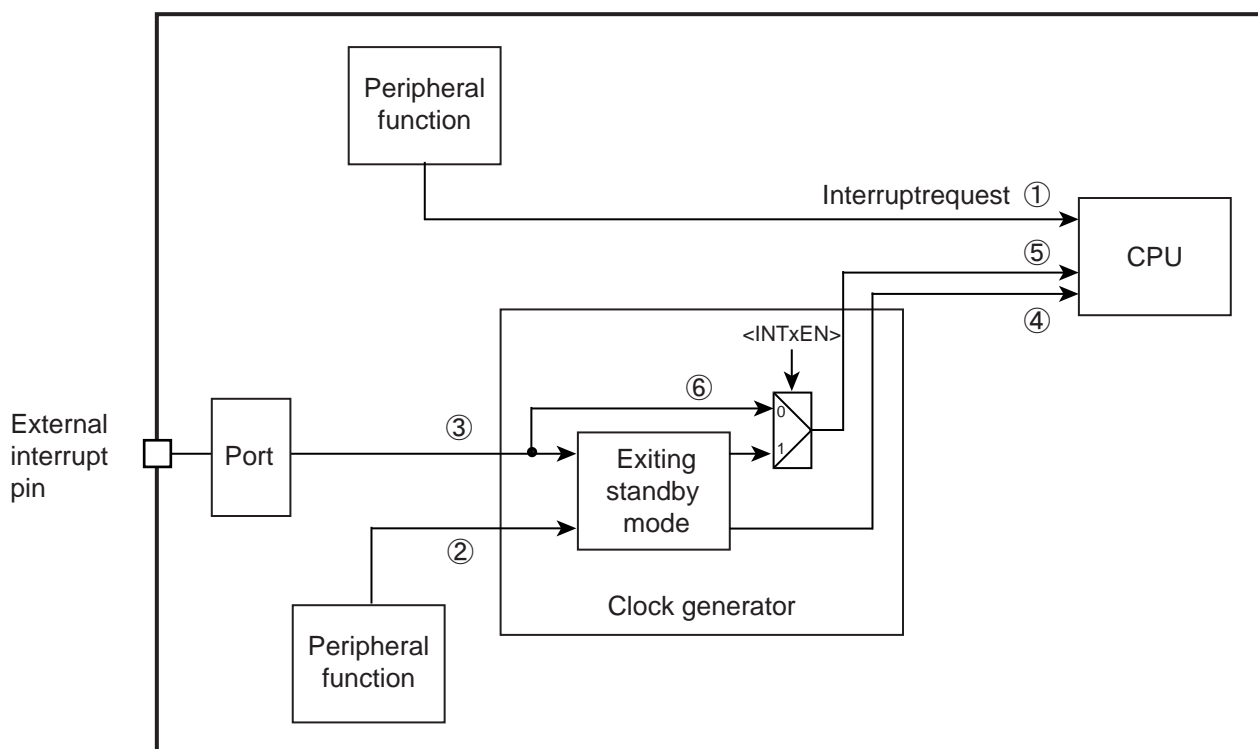 Peripheral
function
Interruptrequest ①
CPU
⑤
④
<INTxEN>
⑥
0
1
External
interrupt
pin
Port
③
Exiting
standby
mode
②
Clock generator
Peripheral
function